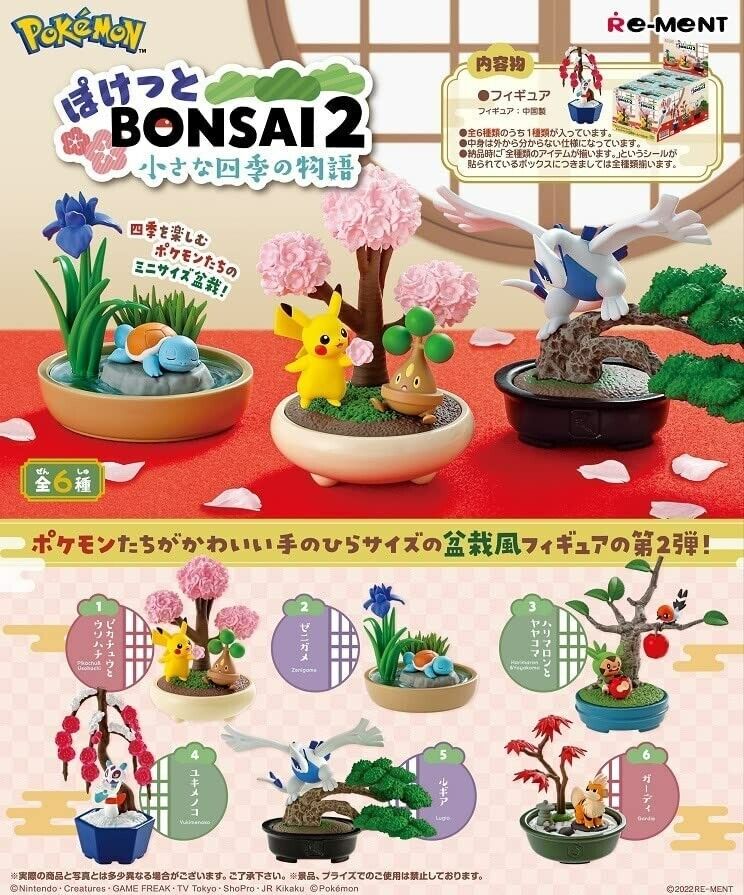 Pokémon™
Re-MeNT
ぽけっと
BONSAI 2
小さな四季の物語
内容物
●フィギュア
フィギュア：中国製
●全6種類のうち1種類が入っています。
●中身は外から分からない仕様になっています。
●納品時に「全種類のアイテムが揃います。」というシールが
貼られているボックスにつきましては全種類揃います。
四季を楽しむ
ポケモンたちの
ミニサイズ盆栽!
ぜん しゅ
全6種
ポケモンたちがかわいい手のひらサイズの盆栽風フィギュアの第2弾!
1
ピカチュウと
ウソハチ
Pikachu&
Usohachi
2
ゼニガメ
Zenigame
3
ハリマロンと
ヤヤコマ
Harimaron
&Yayakoma
4
ユキメノコ
Yukimenoko
5
ルギア
Lugia
6
ガーディ
Gardie
※実際の商品と写真とは多少異なる場合がございます。ご了承下さい。※景品、プライズでのご使用は禁止しております。
©Nintendo・Creatures・GAME FREAK・TV Tokyo・ShoPro・JR Kikaku ©Pokémon
©2022RE-MENT